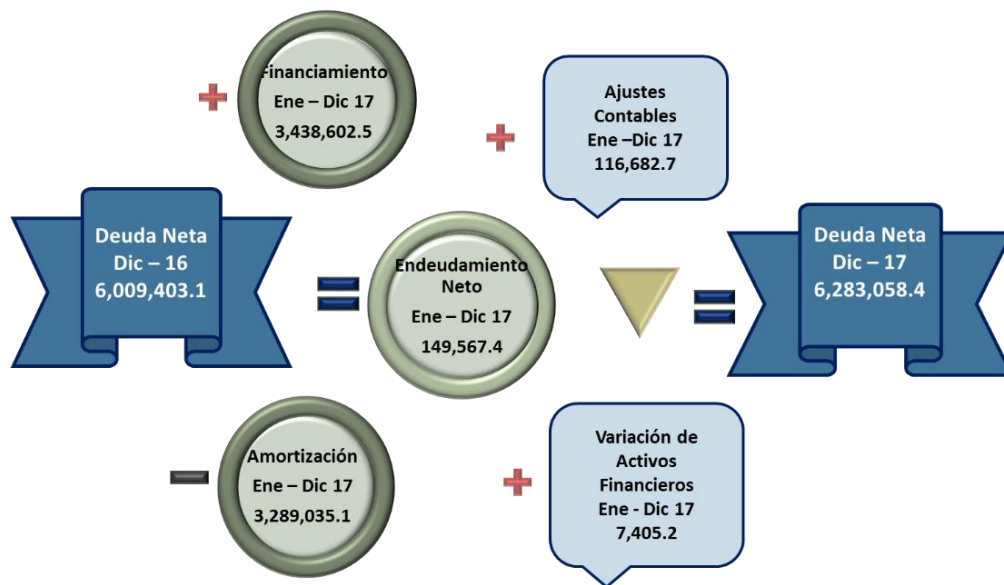 Financiamiento
Ene – Dic 17
3,438,602.5
Ajustes
Contables
Ene –Dic 17
116,682.7
Deuda Neta
Dic – 16
6,009,403.1
Endeudamiento
Neto
Ene – Dic 17
149,567.4
Deuda Neta
Dic – 17
6,283,058.4
Amortización
Ene – Dic 17
3,289,035.1
Variación de
Activos
Financieros
Ene - Dic 17
7,405.2